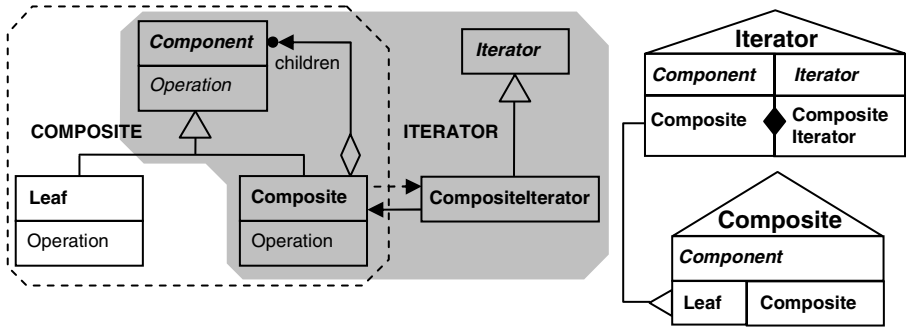 Component
Operation
children
Iterator
COMPOSITE
ITERATOR
Leaf
Operation
Composite
Operation
CompositeIterator
Iterator
Component Iterator
Composite Composite
Iterator
Composite
Component
Leaf Composite